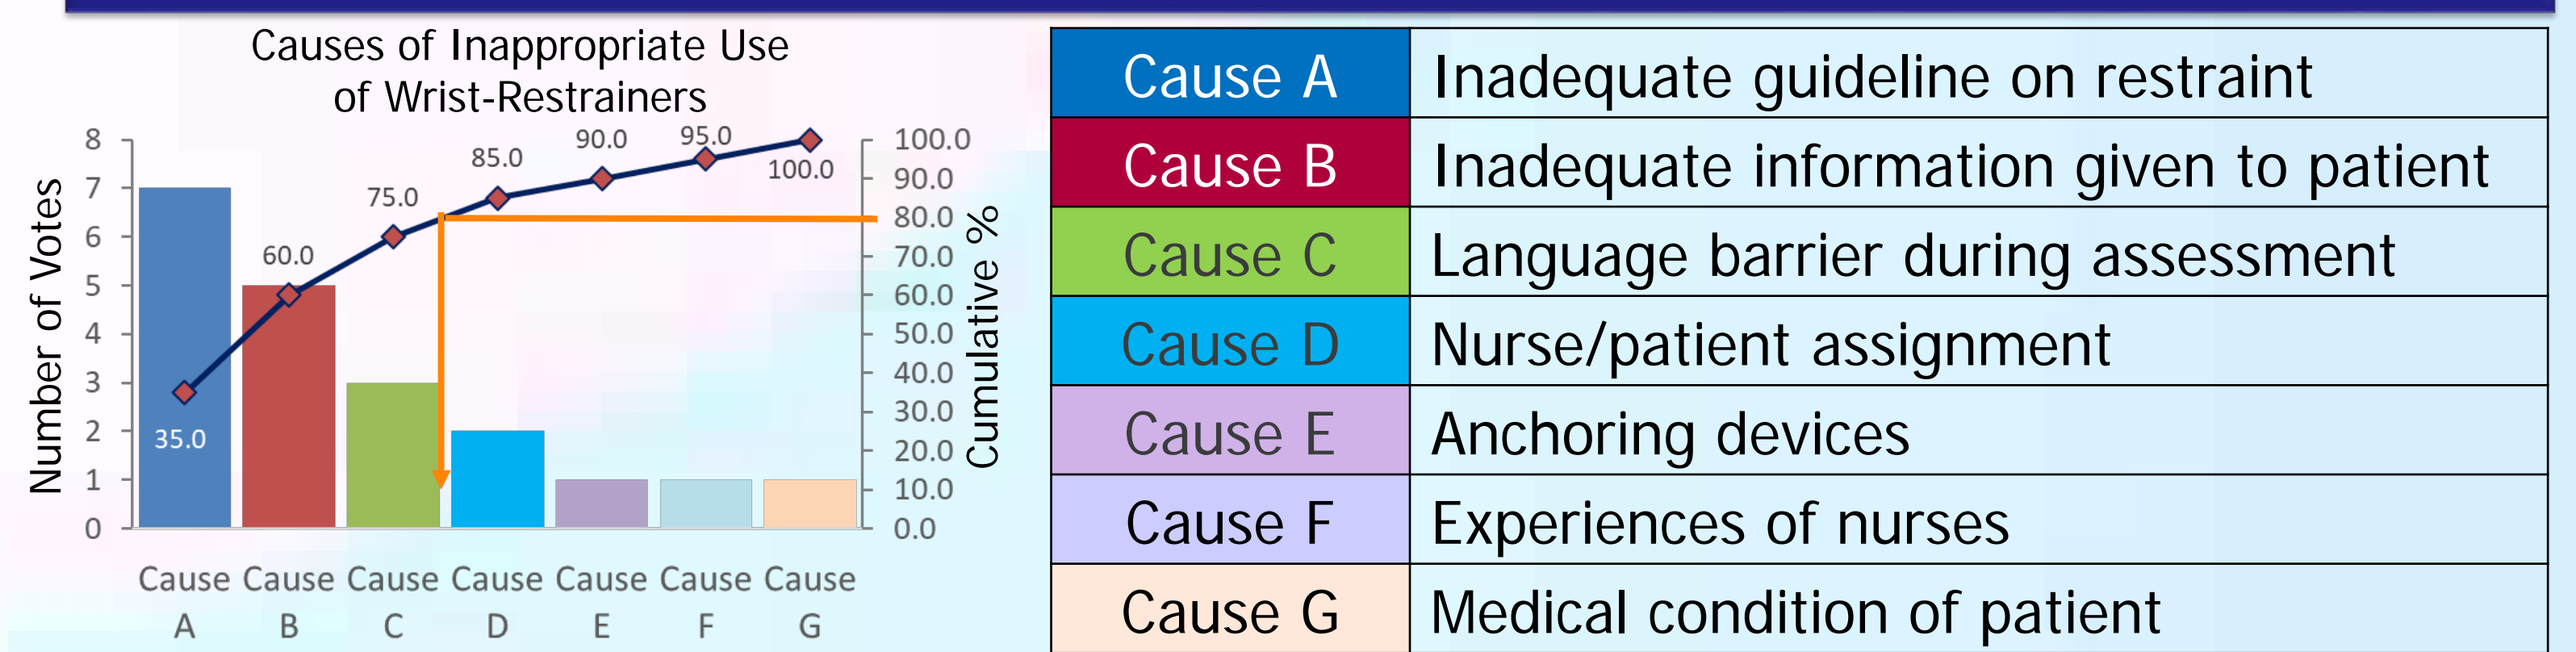 Causes of Inappropriate Use
of Wrist-Restrainers
Number of Votes
8
7
6
5
4
3
2
1
0
35.0
60.0
75.0
85.0
90.0
95.0
100.0
100.0
90.0
80.0
70.0
60.0
50.0
40.0
30.0
20.0
10.0
0.0
Cumulative %
Cause Cause Cause Cause Cause Cause Cause
A B C D E F G
Cause A Inadequate guideline on restraint
Cause B Inadequate information given to patient
Cause C Language barrier during assessment
Cause D Nurse/patient assignment
Cause E Anchoring devices
Cause F Experiences of nurses
Cause G Medical condition of patient